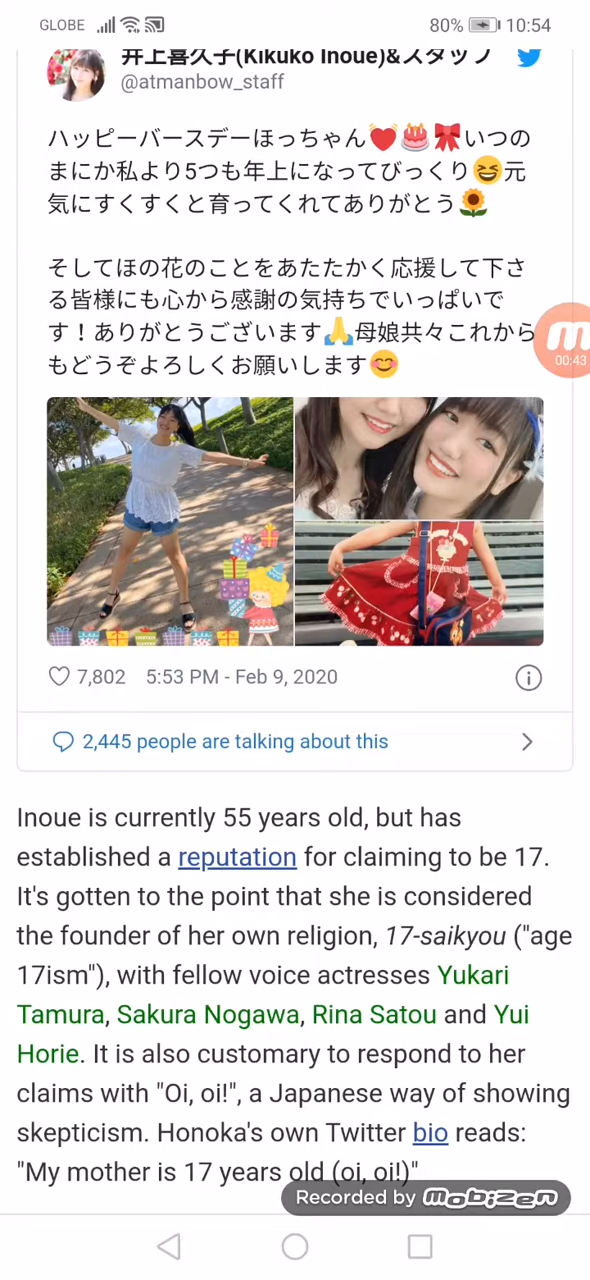 GLOBE 80% 10:54
井上喜久子(Kikuko Inoue)&スタッフ
@atmanbow_staff
ハッピーバースデーほっちゃん💓🎂🎀いつの
まにか私より5つも年上になってびっくり😆元
気にすくすくと育ってくれてありがとう🌻
そしてほの花のことをあたたかく応援して下さ
る皆様にも心から感謝の気持ちでいっぱいで
す！ありがとうございます🙏母娘共々これから
もどうぞよろしくお願いします😊
00:43
7,802 5:53 PM - Feb 9, 2020
2,445 people are talking about this
Inoue is currently 55 years old, but has
established a reputation for claiming to be 17.
It's gotten to the point that she is considered
the founder of her own religion, 17-saikyou ("age
17ism"), with fellow voice actresses Yukari
Tamura, Sakura Nogawa, Rina Satou and Yui
Horie. It is also customary to respond to her
claims with "Oi, oi!", a Japanese way of showing
skepticism. Honoka's own Twitter bio reads:
"My mother is 17 years old (oi, oi!)"
Recorded by mobizen